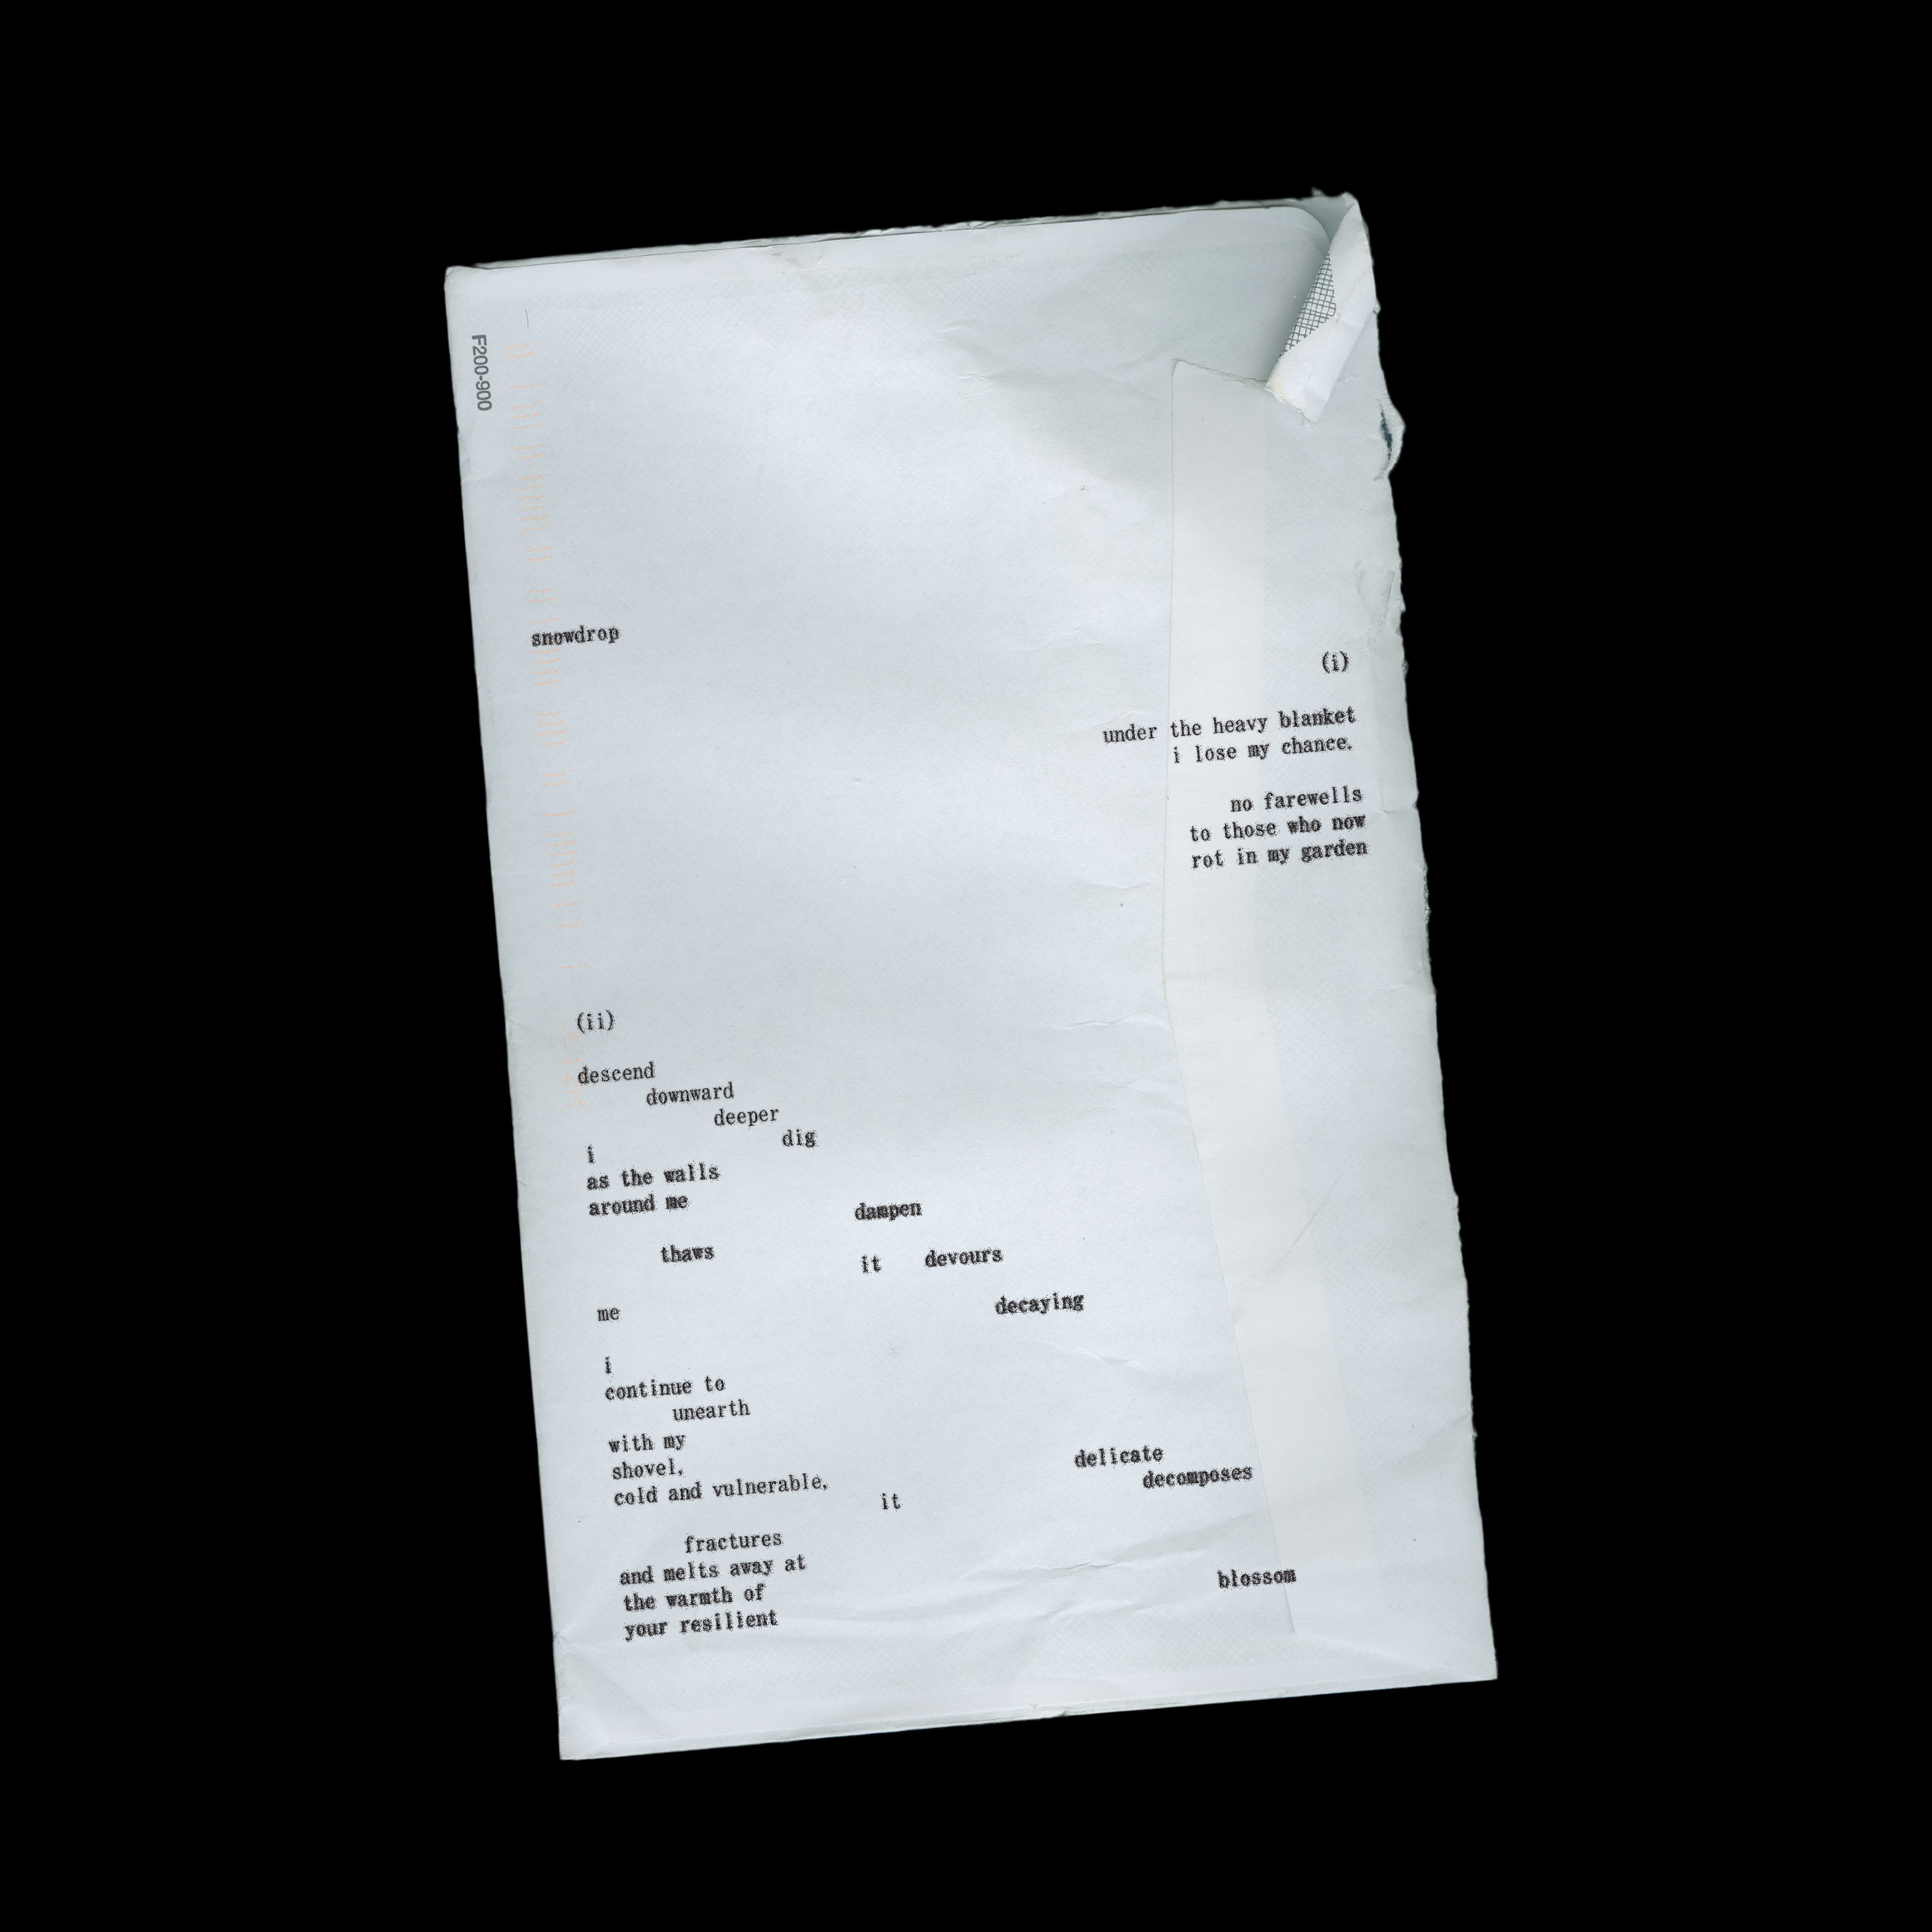 F200-900
snowdrop
(i)
under the heavy blanket
i lose my chance.
no farewells
to those who now
rot in my garden
(ii)
descend
downward
deeper
dig
i
as the walls
around me
dampen
thaws it devours
me decaying
i
continue to
unearth
with my
shovel,
delicate
cold and vulnerable, decomposes
it
fractures
and melts away at
the warmth of blossom
your resilient